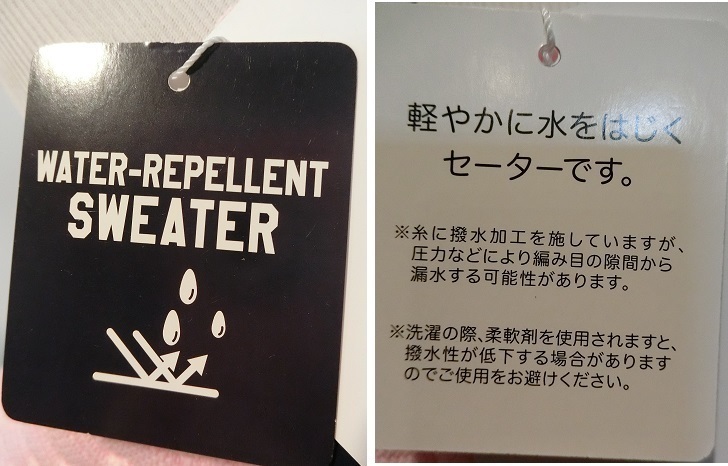 WATER-REPELLENT
SWEATER
軽やかに水をはじく
セーターです。
※糸に撥水加工を施していますが、
圧力などにより編み目の隙間から
漏水する可能性があります。
※洗濯の際、柔軟剤を使用されますと、
撥水性が低下する場合があります
のでご使用をお避けください。